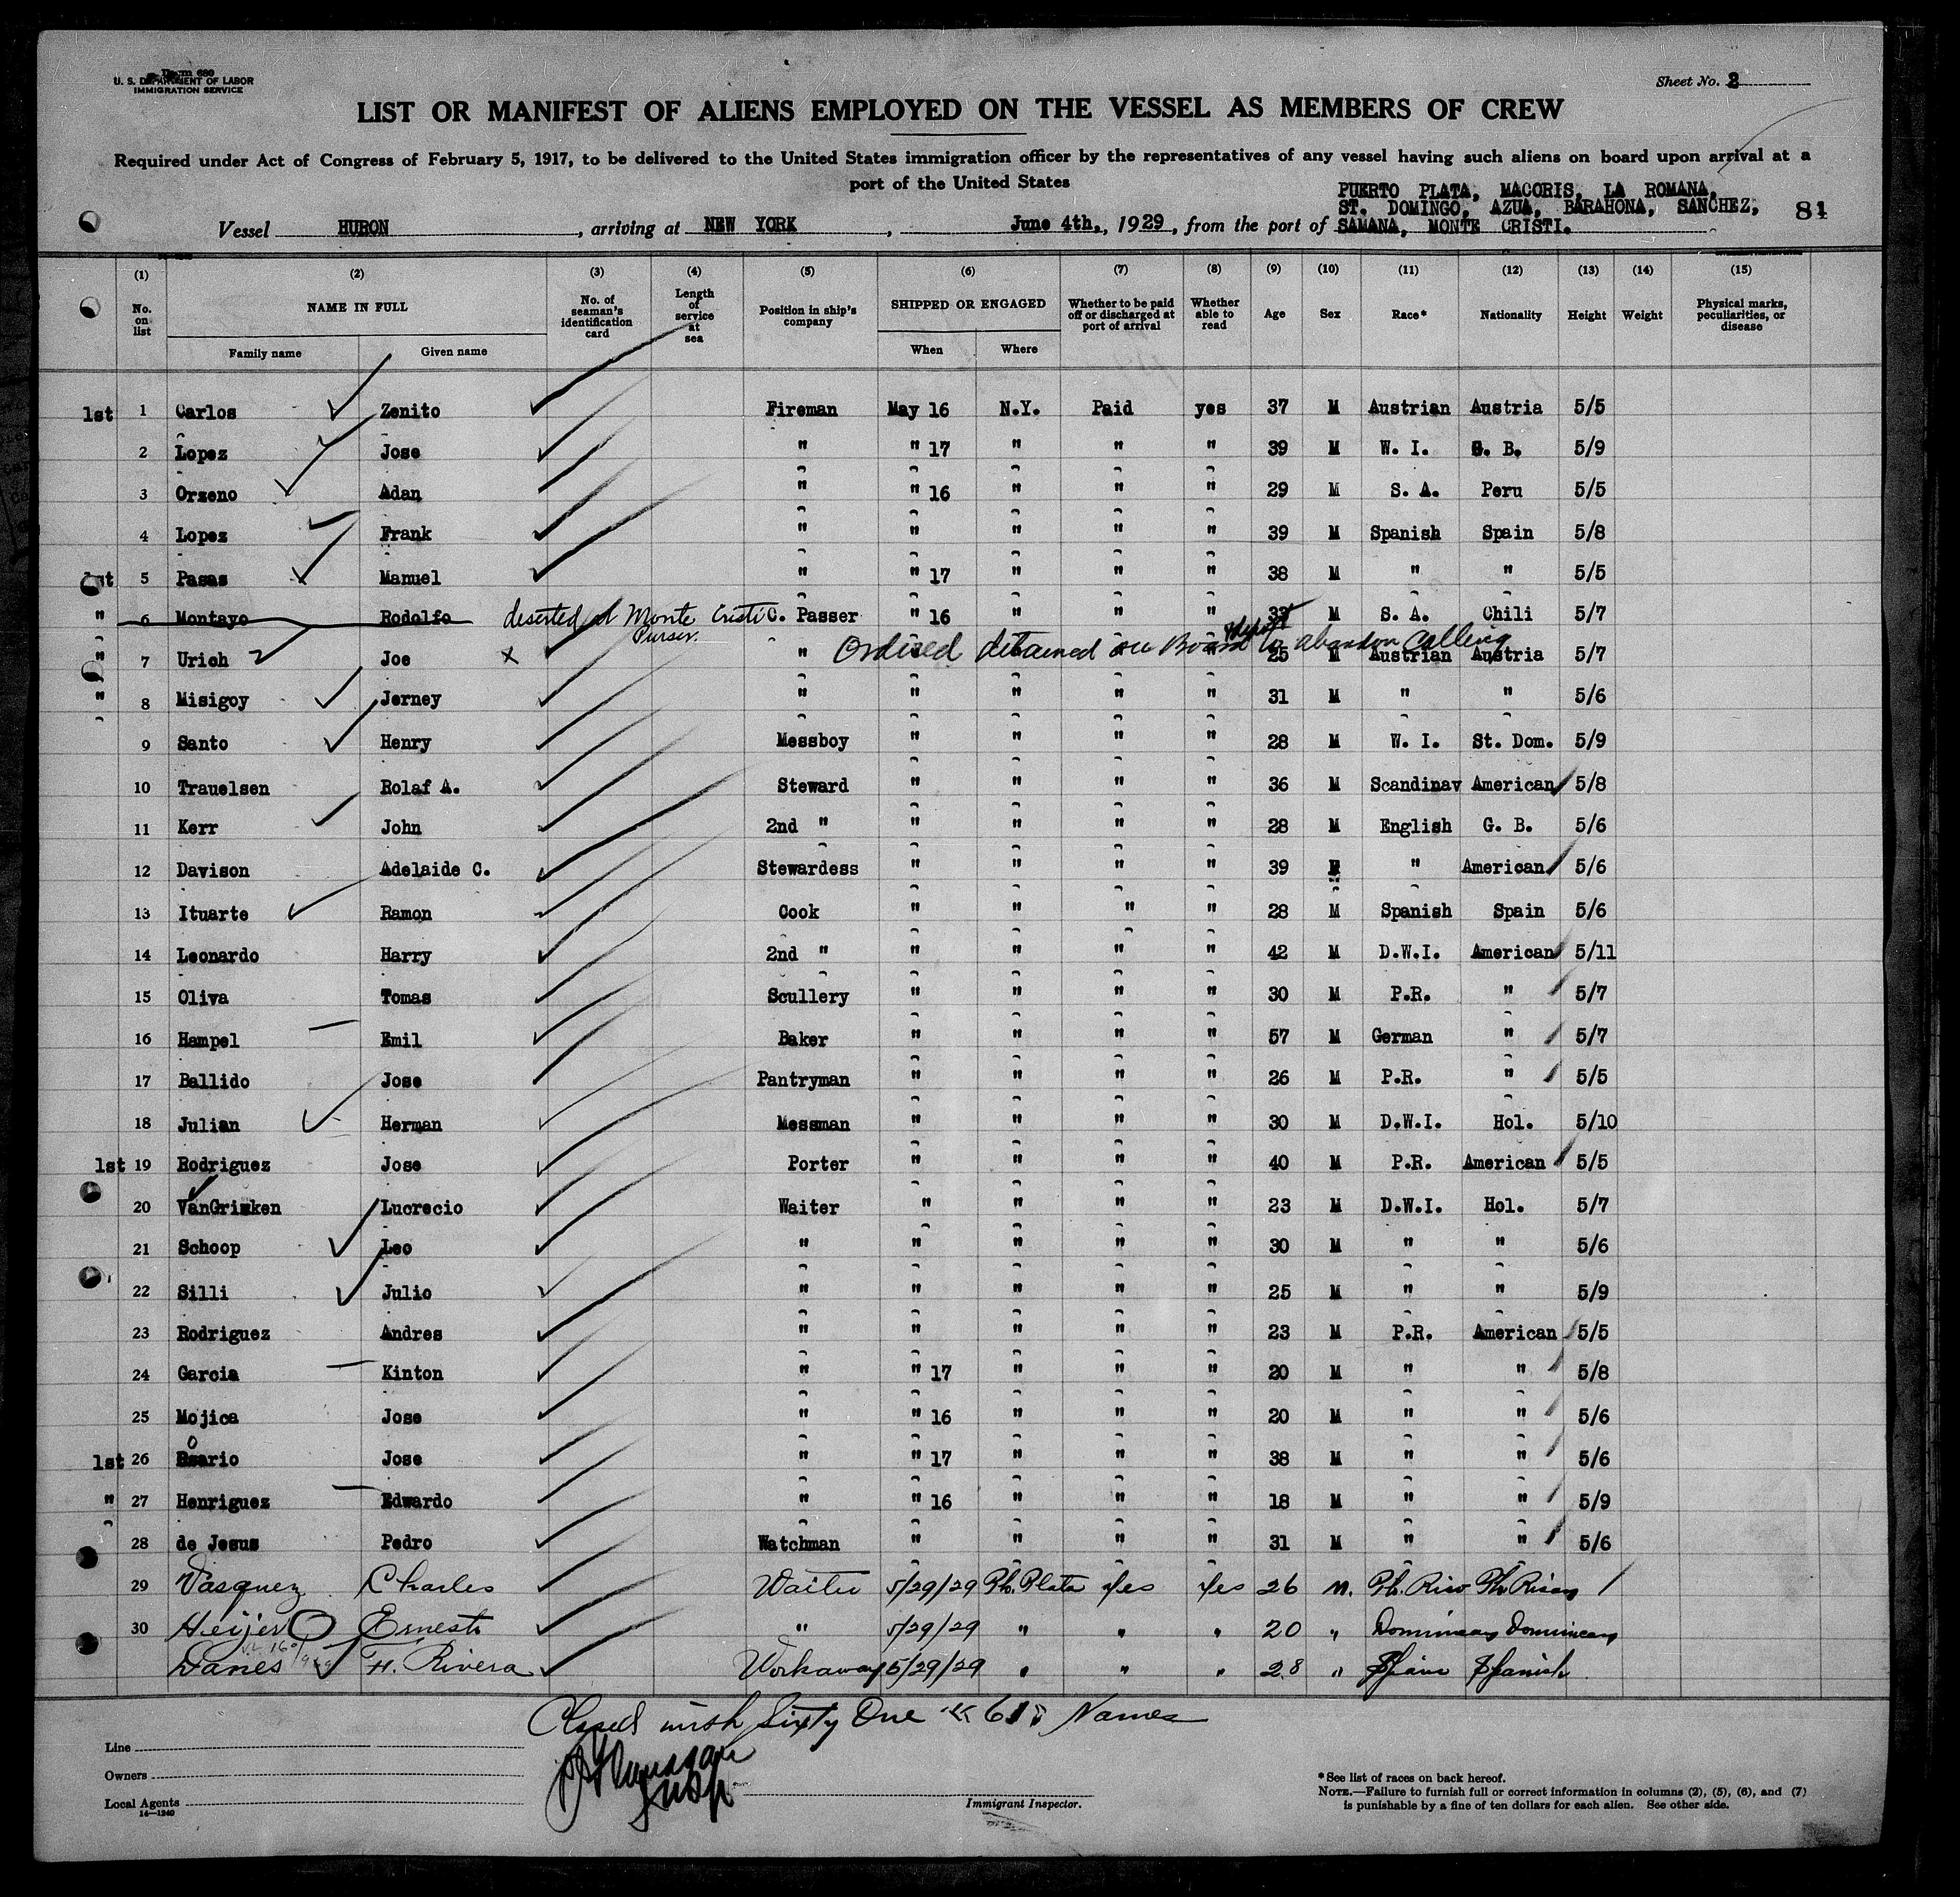 Form 680
U. S. DEPARTMENT OF LABOR
IMMIGRATION SERVICE
Sheet No. 2
LIST OR MANIFEST OF ALIENS EMPLOYED ON THE VESSEL AS MEMBERS OF CREW
Required under Act of Congress of February 5, 1917, to be delivered to the United States immigration officer by the representatives of any vessel having such aliens on board upon arrival at a
port of the United States
PUERTO PLATA, MACORIS, LA ROMANA,
ST. DOMINGO, AZUA, BARAHONA, SANCHEZ,
Vessel HURON, arriving at NEW YORK, June 4th., 1929, from the port of SAMANA, MONTE CRISTI.
81
(1) (2) (3) (4) (5) (6) (7) (8) (9) (10) (11) (12) (13) (14) (15)
No. on list NAME IN FULL No. of seaman's identification card Length of service at sea Position in ship's company SHIPPED OR ENGAGED Whether to be paid off or discharged at port of arrival Whether able to read Age Sex Race* Nationality Height Weight Physical marks, peculiarities, or disease
Family name Given name When Where
1st 1 Carlos Zenito Fireman May 16 N.Y. Paid yes 37 M Austrian Austria 5/5
2 Lopez Jose " " 17 " " " 39 M W. I. G. B. 5/9
3 Orzeno Adan " " 16 " " " 29 M S. A. Peru 5/5
4 Lopez Frank " " " " " 39 M Spanish Spain 5/8
1st 5 Pasas Manuel " " 17 " " " 38 M " " 5/5
" 6 Montayo Rodolfo deserted at Monte Cristi C. Passer " 16 " " " 33 M S. A. Chili 5/7
Purser.
" 7 Urich Joe x " Ordered detained on Board abandon calling 25 M Austrian Austria 5/7
" 8 Misigoy Jerney " " " " " 31 M " " 5/6
9 Santo Henry Messboy " " " " 28 M W. I. St. Dom. 5/9
10 Trauelsen Rolaf A. Steward " " " " 36 M Scandinav American 5/8
11 Kerr John 2nd " " " " " 28 M English G. B. 5/6
12 Davison Adelaide C. Stewardess " " " " 39 F " American 5/6
13 Ituarte Ramon Cook " " " " 28 M Spanish Spain 5/6
14 Leonardo Harry 2nd " " " " " 42 M D.W.I. American 5/11
15 Oliva Tomas Scullery " " " " 30 M P.R. " 5/7
16 Hampel Emil Baker " " " " 57 M German " 5/7
17 Ballido Jose Pantryman " " " " 26 M P.R. " 5/5
18 Julian Herman Messman " " " " 30 M D.W.I. Hol. 5/10
1st 19 Rodriguez Jose Porter " " " " 40 M P.R. American 5/5
20 VanGrimken Lucrecio Waiter " " " " 23 M D.W.I. Hol. 5/7
21 Schoop Leo " " " " " 30 M " " 5/6
22 Silli Julio " " " " " 25 M " " 5/9
23 Rodriguez Andres " " " " " 23 M P.R. American 5/5
24 Garcia Kinton " " 17 " " " 20 M " " 5/8
25 Mojica Jose " " 16 " " " 20 M " " 5/6
1st 26 Rosario Jose " " 17 " " " 38 M " " 5/6
" 27 Henriguez Edwardo " " 16 " " " 18 M " " 5/9
28 de Jesus Pedro Watchman " " " " 31 M " " 5/6
29 Vasquez Charles Waiter 5/29/29 Pt. Plata yes yes 26 M. Pt. Rico Pt. Rican
30 Heijer Ernesto " 5/29/29 " " " 20 " Dominican Dominican
Danes F. Rivera Workaway 5/29/29 " " " 28 " Spain Spanish
Closed with Sixty One "61" Names
Insp
Line
Owners
Local Agents
14—1240
Immigrant Inspector.
*See list of races on back hereof.
NOTE.—Failure to furnish full or correct information in columns (2), (5), (6), and (7)
is punishable by a fine of ten dollars for each alien. See other side.